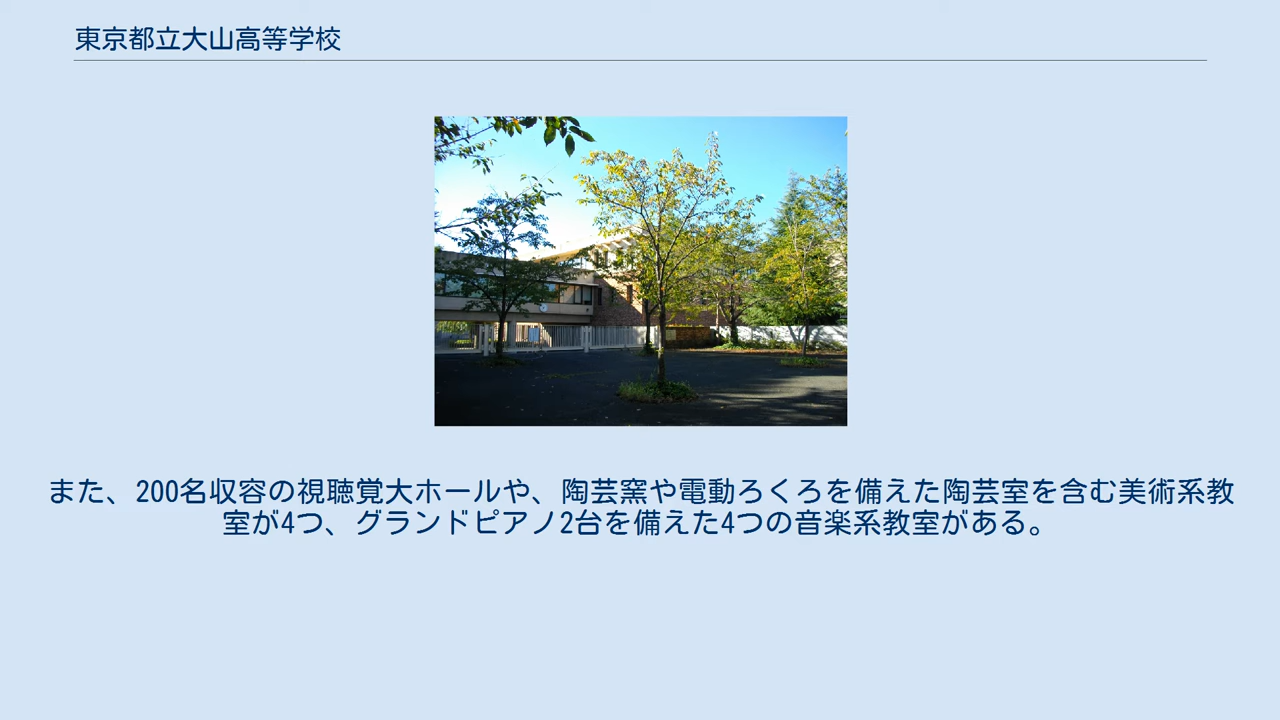 東京都立大山高等学校
また、200名収容の視聴覚大ホールや、陶芸窯や電動ろくろを備えた陶芸室を含む美術系教
室が4つ、グランドピアノ2台を備えた4つの音楽系教室がある。